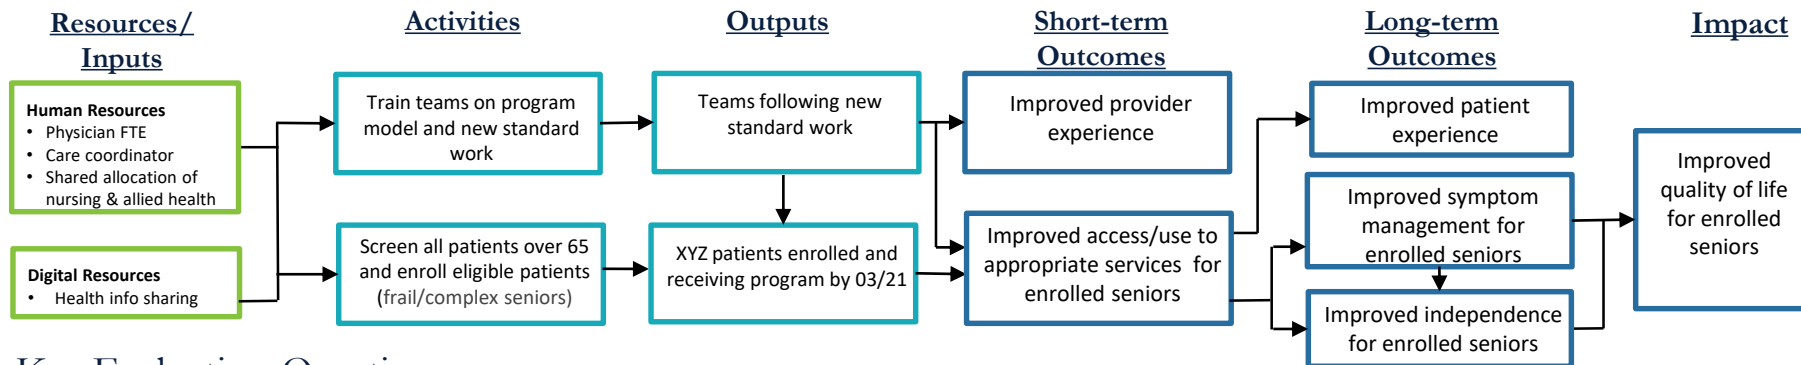 Resources/
Inputs
Activities
Outputs
Short-term
Outcomes
Long-term
Outcomes
Impact
Human Resources
• Physician FTE
• Care coordinator
• Shared allocation of
nursing & allied health
Digital Resources
• Health info sharing
Train teams on program
model and new standard
work
Screen all patients over 65
and enroll eligible patients
(frail/complex seniors)
Teams following new
standard work
XYZ patients enrolled and
receiving program by 03/21
Improved provider
experience
Improved access/use to
appropriate services for
enrolled seniors
Improved patient
experience
Improved symptom
management for
enrolled seniors
Improved independence
for enrolled seniors
Improved
quality of life
for enrolled
seniors